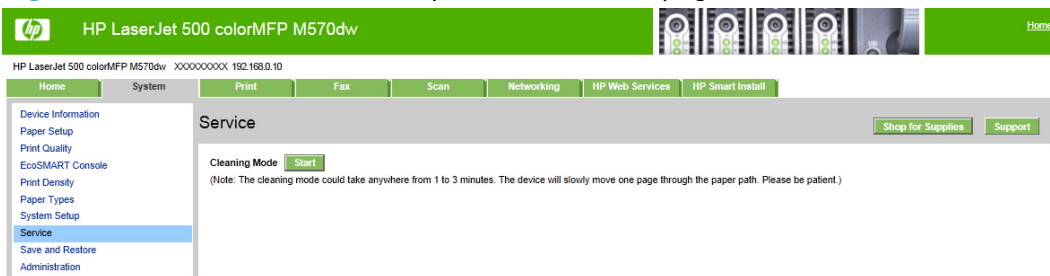 hp HP LaserJet 500 colorMFP M570dw
Home
HP LaserJet 500 colorMFP M570dw XXXXXXXXX 192.168.0.10
Home System Print Fax Scan Networking HP Web Services HP Smart Install
Device Information
Paper Setup
Print Quality
EcoSMART Console
Print Density
Paper Types
System Setup
Service
Save and Restore
Administration
Service
Shop for Supplies Support
Cleaning Mode Start
(Note: The cleaning mode could take anywhere from 1 to 3 minutes. The device will slowly move one page through the paper path. Please be patient.)